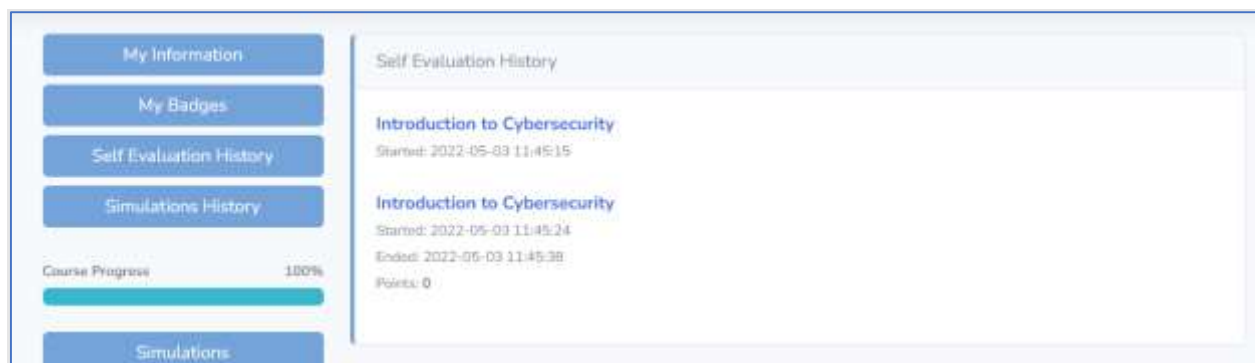 My Information
My Badges
Self Evaluation History
Simulations History
Course Progress 100%
Simulations
Self Evaluation History
Introduction to Cybersecurity
Started: 2022-05-03 11:45:15
Introduction to Cybersecurity
Started: 2022-05-03 11:45:24
Ended: 2022-05-03 11:45:38
Points: 0